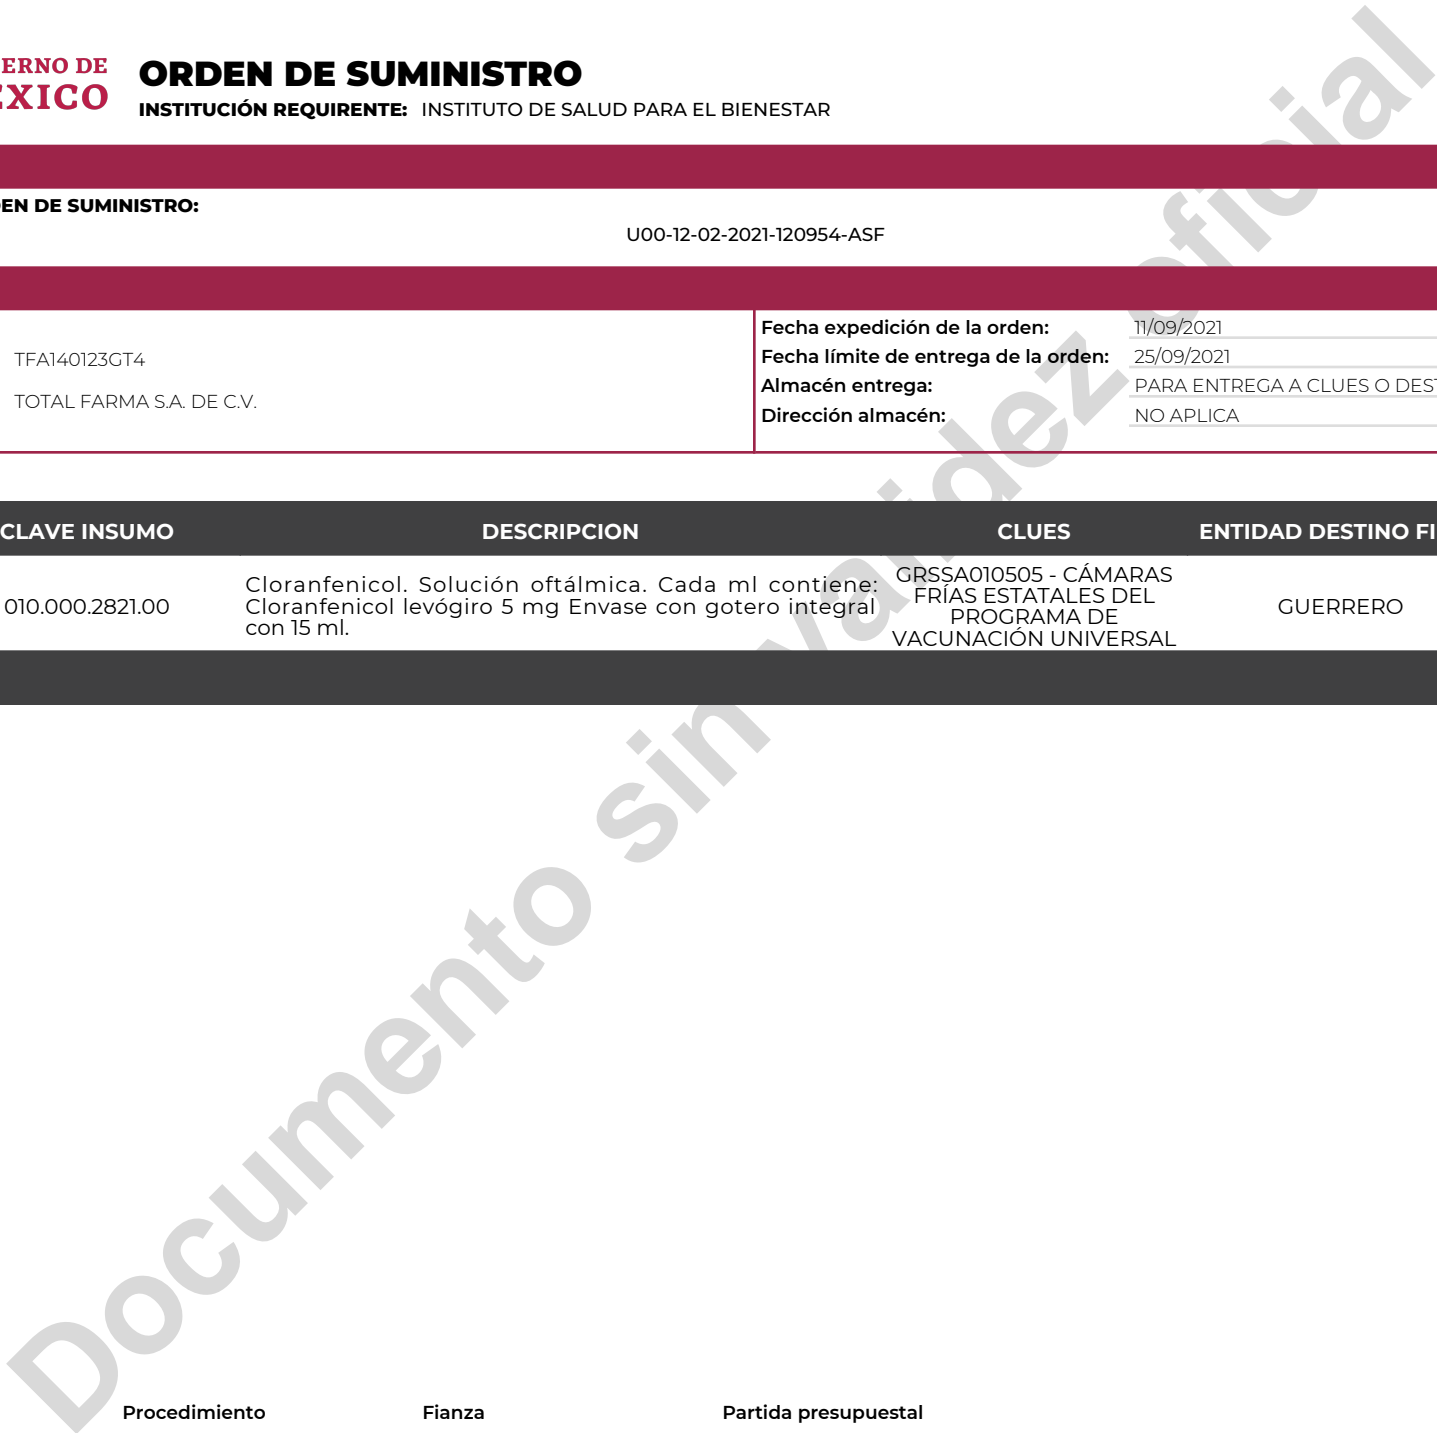 ERNO DE
ÉXICO
ORDEN DE SUMINISTRO
INSTITUCIÓN REQUIRENTE: INSTITUTO DE SALUD PARA EL BIENESTAR
EN DE SUMINISTRO:
U00-12-02-2021-120954-ASF
TFA140123GT4
TOTAL FARMA S.A. DE C.V.
Fecha expedición de la orden: 11/09/2021
Fecha límite de entrega de la orden: 25/09/2021
Almacén entrega: PARA ENTREGA A CLUES O DEST
Dirección almacén: NO APLICA
CLAVE INSUMO DESCRIPCION CLUES ENTIDAD DESTINO FI
010.000.2821.00
Cloranfenicol. Solución oftálmica. Cada ml contiene:
Cloranfenicol levógiro 5 mg Envase con gotero integral
con 15 ml.
GRSSA010505 - CÁMARAS
FRÍAS ESTATALES DEL
PROGRAMA DE
VACUNACIÓN UNIVERSAL
GUERRERO
Documento sin validez oficial
Procedimiento Fianza Partida presupuestal